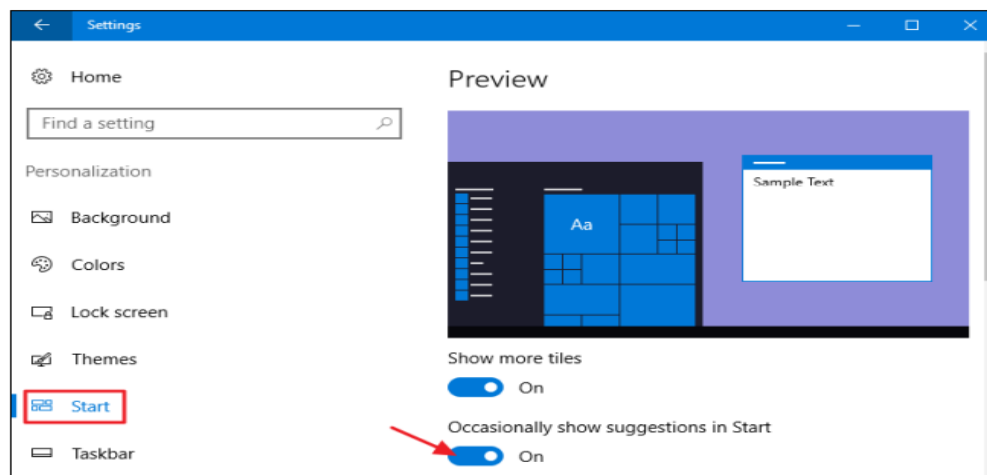 Settings
Home
Find a setting
Personalization
Background
Colors
Lock screen
Themes
Start
Taskbar
Preview
Sample Text
Aa
Show more tiles
On
Occasionally show suggestions in Start
On